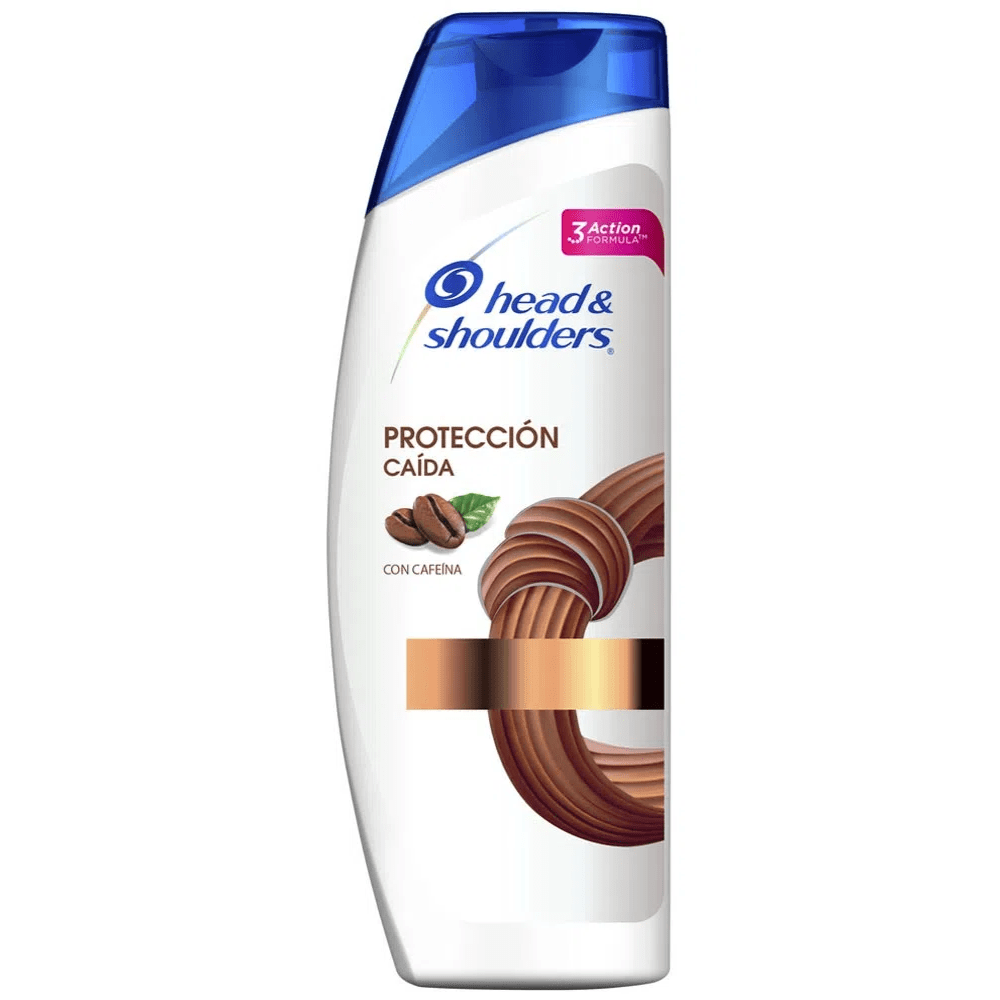 3 Action
FORMULA™
head &
shoulders®
PROTECCIÓN
CAÍDA
CON CAFEÍNA